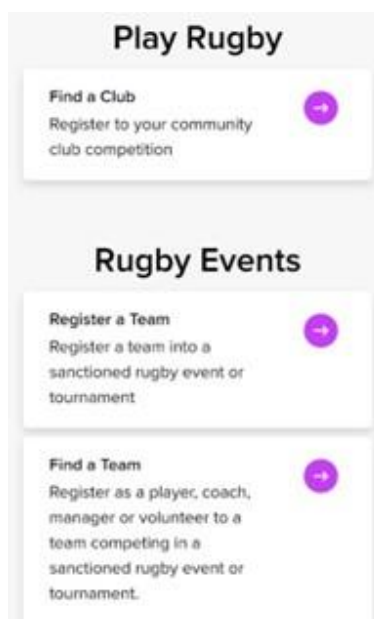 Play Rugby
Find a Club
Register to your community
club competition
Rugby Events
Register a Team
Register a team into a
sanctioned rugby event or
tournament
Find a Team
Register as a player, coach,
manager or volunteer to a
team competing in a
sanctioned rugby event or
tournament.